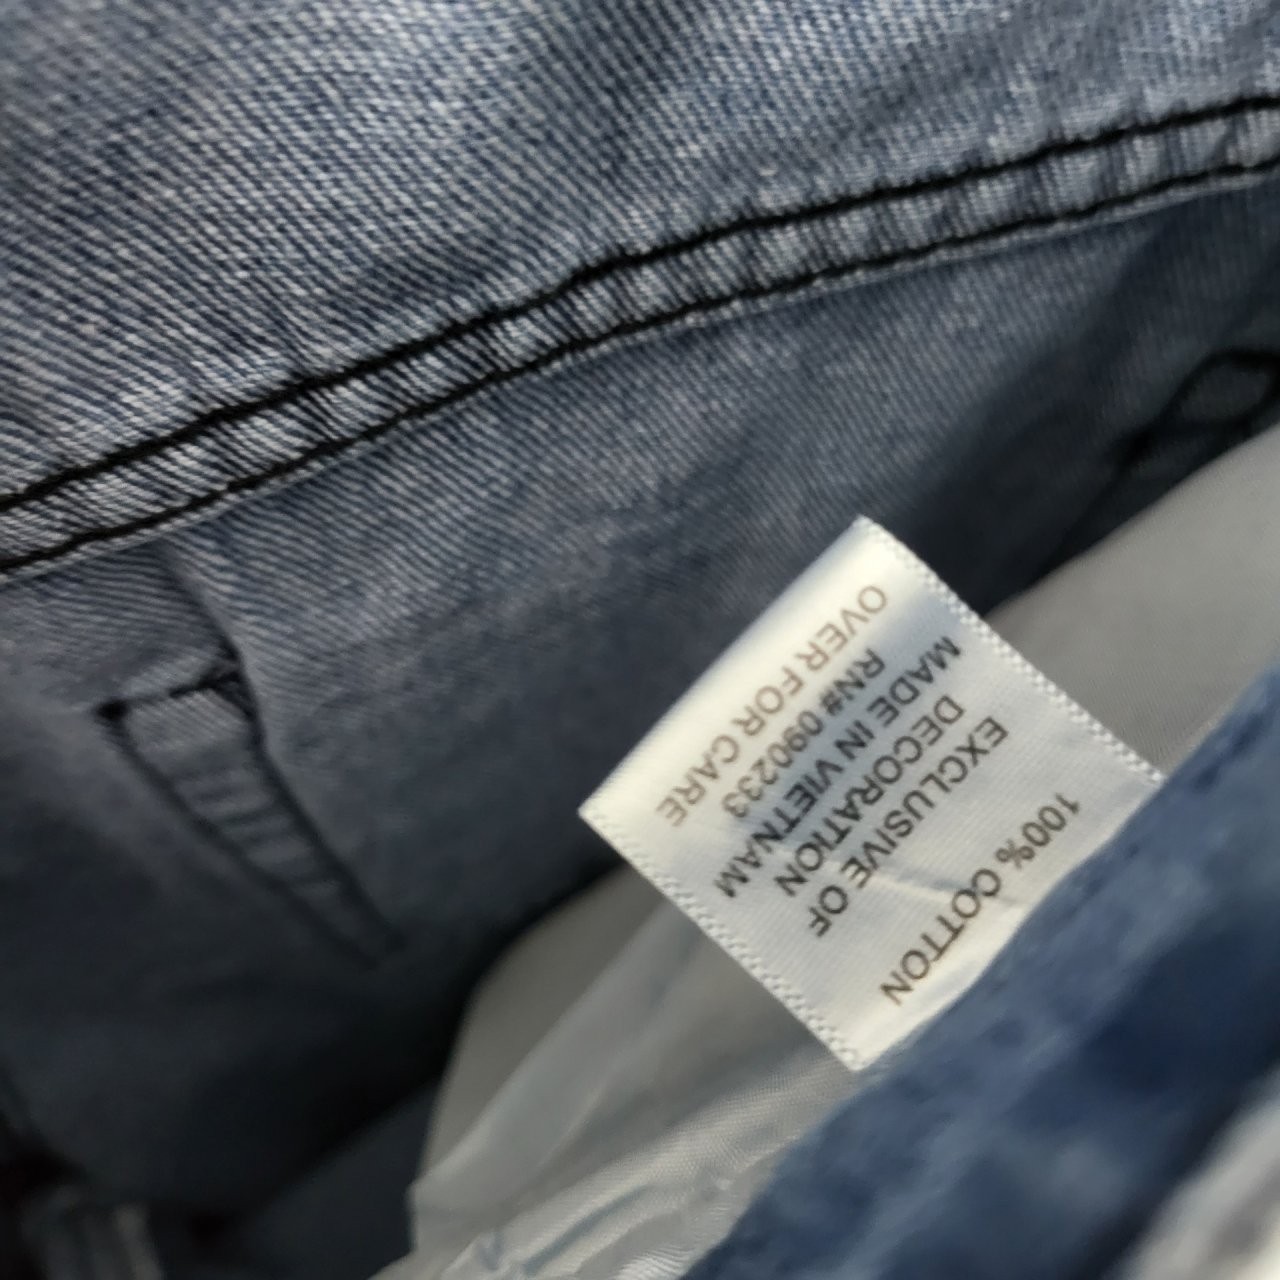 100% COTTON
EXCLUSIVE OF
DECORATION
MADE IN VIETNAM
RN# 090233
OVER FOR CARE